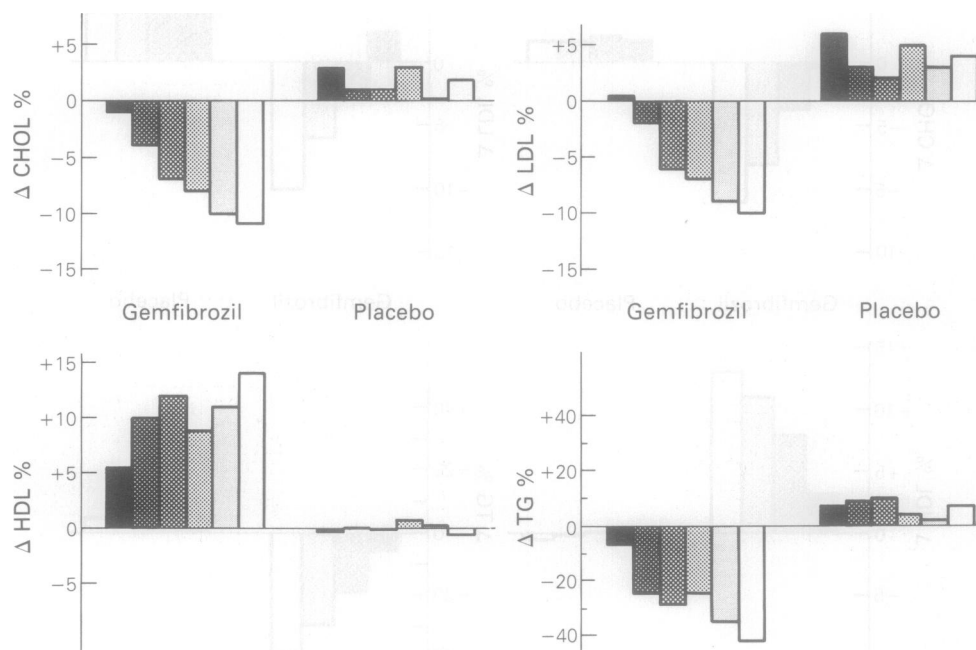 Δ CHOL %
+5
0
−5
−10
−15
Gemfibrozil
Placebo
Δ LDL %
+5
0
−5
−10
−15
Gemfibrozil
Placebo
Δ HDL %
+15
+10
+5
0
−5
Δ TG %
+40
+20
0
−20
−40